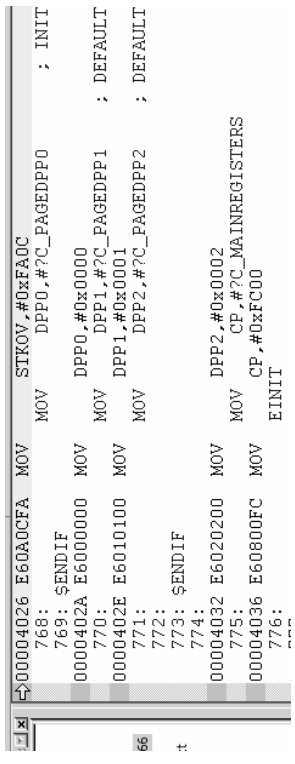 00004026 E60A0CFA MOV STKOV,#0xFA0C
768: MOV DPP0,#?C_PAGEDPP0 ; INIT
769: $ENDIF
0000402A E6000000 MOV DPP0,#0x0000
770: MOV DPP1,#?C_PAGEDPP1 ; DEFAULT
0000402E E6010100 MOV DPP1,#0x0001
771: MOV DPP2,#?C_PAGEDPP2 ; DEFAULT
772:
773: $ENDIF
774:
00004032 E6020200 MOV DPP2,#0x0002
775: MOV CP,#?C_MAINREGISTERS
00004036 E60800FC MOV CP,#0xFC00
776: EINIT
66